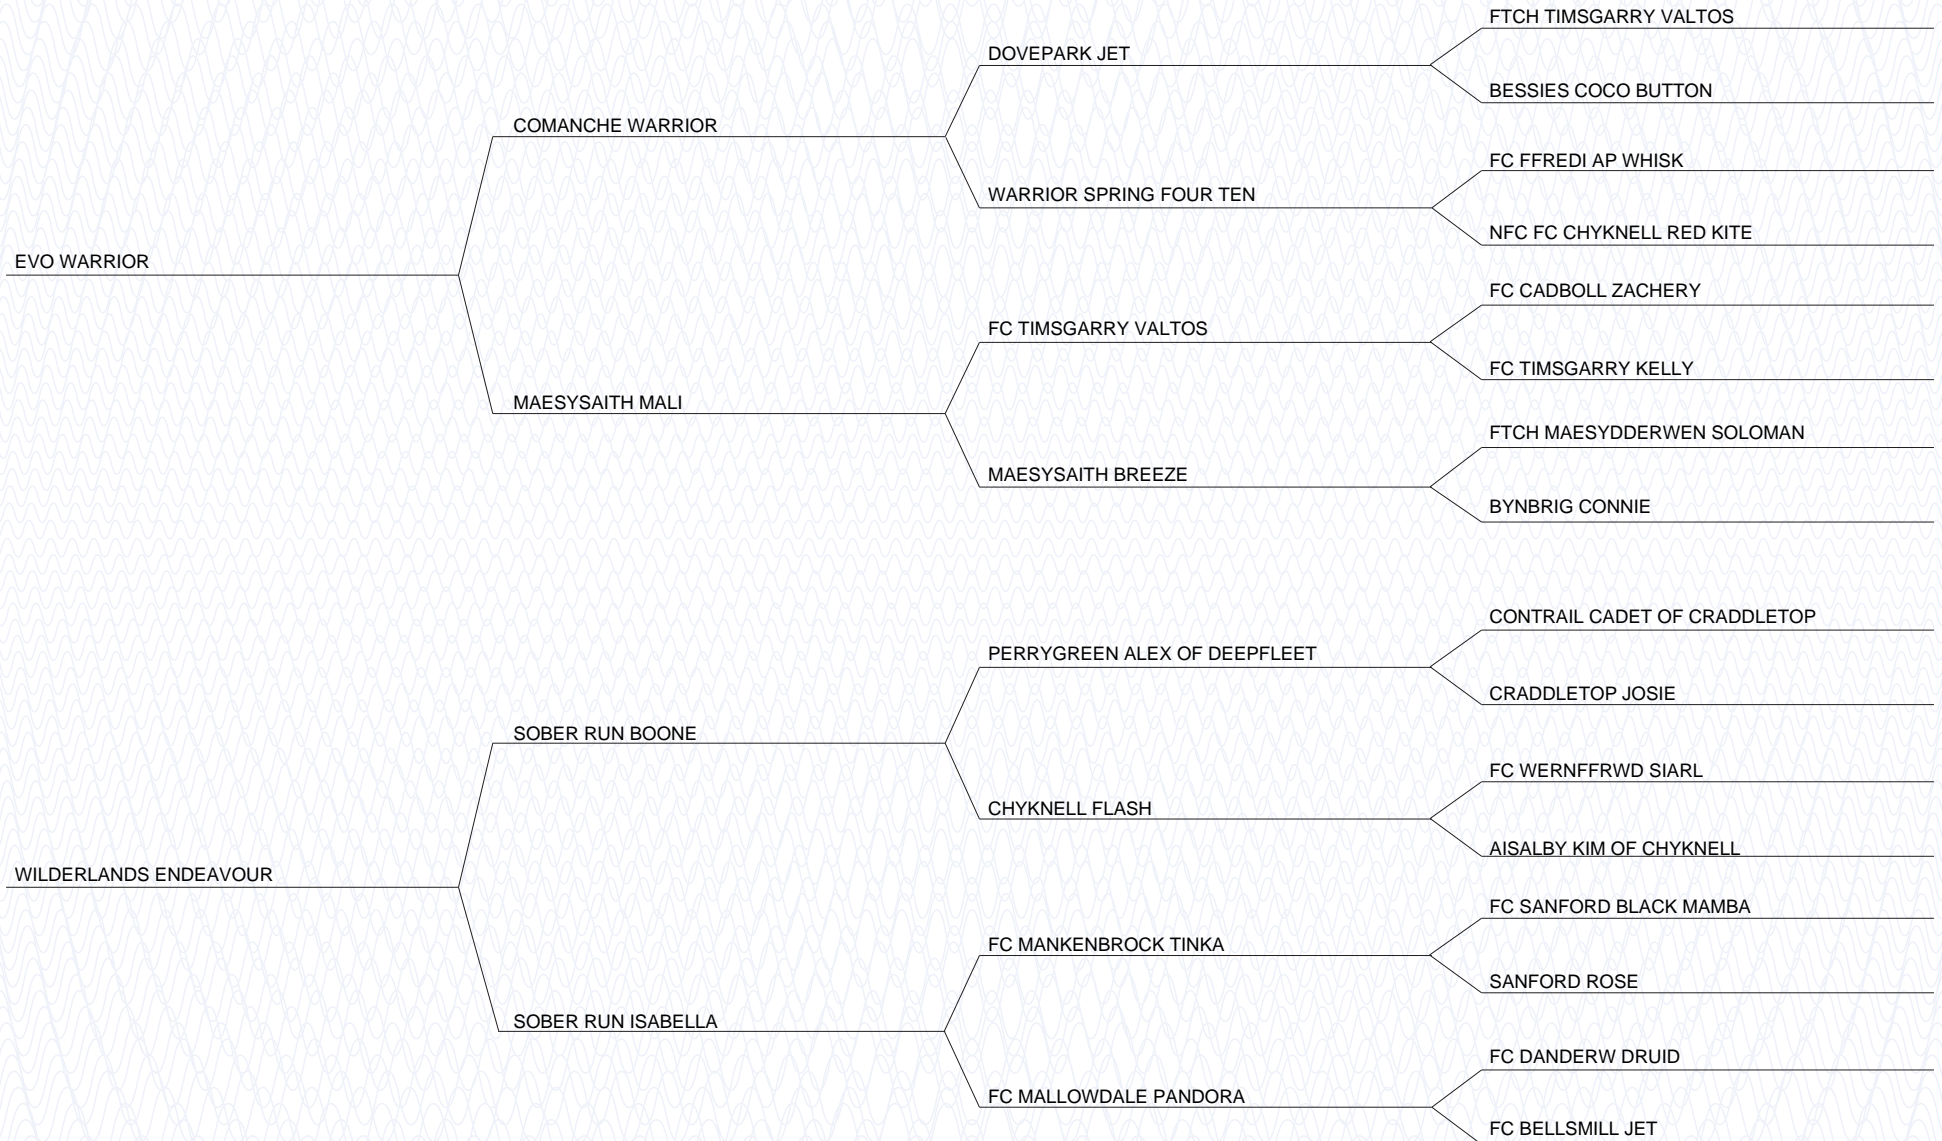 EVO WARRIOR
COMANCHE WARRIOR
DOVEPARK JET
FTCH TIMSGARRY VALTOS
BESSIES COCO BUTTON
WARRIOR SPRING FOUR TEN
FC FFREDI AP WHISK
NFC FC CHYKNELL RED KITE
MAESYSAITH MALI
FC TIMSGARRY VALTOS
FC CADBOLL ZACHERY
FC TIMSGARRY KELLY
MAESYSAITH BREEZE
FTCH MAESYDDERWEN SOLOMAN
BYNBRIG CONNIE
WILDERLANDS ENDEAVOUR
SOBER RUN BOONE
PERRYGREEN ALEX OF DEEPFLEET
CONTRAIL CADET OF CRADDLETOP
CRADDLETOP JOSIE
CHYKNELL FLASH
FC WERNFFRWD SIARL
AISALBY KIM OF CHYKNELL
SOBER RUN ISABELLA
FC MANKENBROCK TINKA
FC SANFORD BLACK MAMBA
SANFORD ROSE
FC MALLOWDALE PANDORA
FC DANDERW DRUID
FC BELLSMILL JET